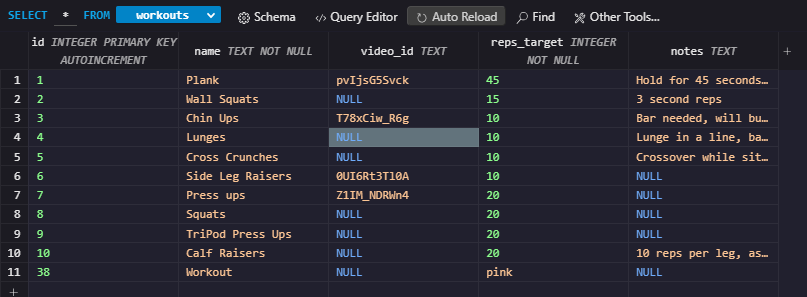 SELECT * FROM workouts Schema Query Editor Auto Reload Find Other Tools...
id INTEGER PRIMARY KEY AUTOINCREMENT name TEXT NOT NULL video_id TEXT reps_target INTEGER NOT NULL notes TEXT +
1 1 Plank pvIjsG5Svck 45 Hold for 45 seconds…
2 2 Wall Squats NULL 15 3 second reps
3 3 Chin Ups T78xCiw_R6g 10 Bar needed, will bu…
4 4 Lunges NULL 10 Lunge in a line, ba…
5 5 Cross Crunches NULL 10 Crossover while sit…
6 6 Side Leg Raisers 0UI6Rt3Tl0A 10 NULL
7 7 Press ups Z1IM_NDRWn4 20 NULL
8 8 Squats NULL 20 NULL
9 9 TriPod Press Ups NULL 20 NULL
10 10 Calf Raisers NULL 20 10 reps per leg, as…
11 38 Workout NULL pink NULL
+